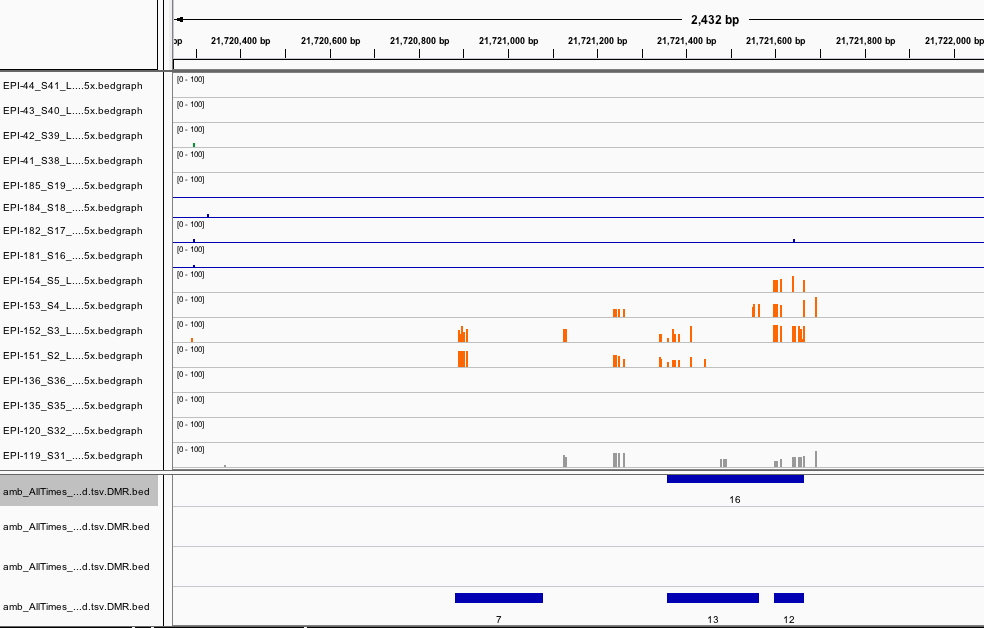 2,432 bp
bp 21,720,400 bp 21,720,600 bp 21,720,800 bp 21,721,000 bp 21,721,200 bp 21,721,400 bp 21,721,600 bp 21,721,800 bp 21,722,000 bp
EPI-44_S41_L....5x.bedgraph [0 - 100]
EPI-43_S40_L....5x.bedgraph [0 - 100]
EPI-42_S39_L....5x.bedgraph [0 - 100]
EPI-41_S38_L....5x.bedgraph [0 - 100]
EPI-185_S19_....5x.bedgraph [0 - 100]
EPI-184_S18_....5x.bedgraph
EPI-182_S17_....5x.bedgraph [0 - 100]
EPI-181_S16_....5x.bedgraph [0 - 100]
EPI-154_S5_L....5x.bedgraph [0 - 100]
EPI-153_S4_L....5x.bedgraph [0 - 100]
EPI-152_S3_L....5x.bedgraph [0 - 100]
EPI-151_S2_L....5x.bedgraph [0 - 100]
EPI-136_S36_....5x.bedgraph [0 - 100]
EPI-135_S35_....5x.bedgraph [0 - 100]
EPI-120_S32_....5x.bedgraph [0 - 100]
EPI-119_S31_....5x.bedgraph [0 - 100]
amb_AllTimes_...d.tsv.DMR.bed
16
amb_AllTimes_...d.tsv.DMR.bed
amb_AllTimes_...d.tsv.DMR.bed
amb_AllTimes_...d.tsv.DMR.bed
7 13 12